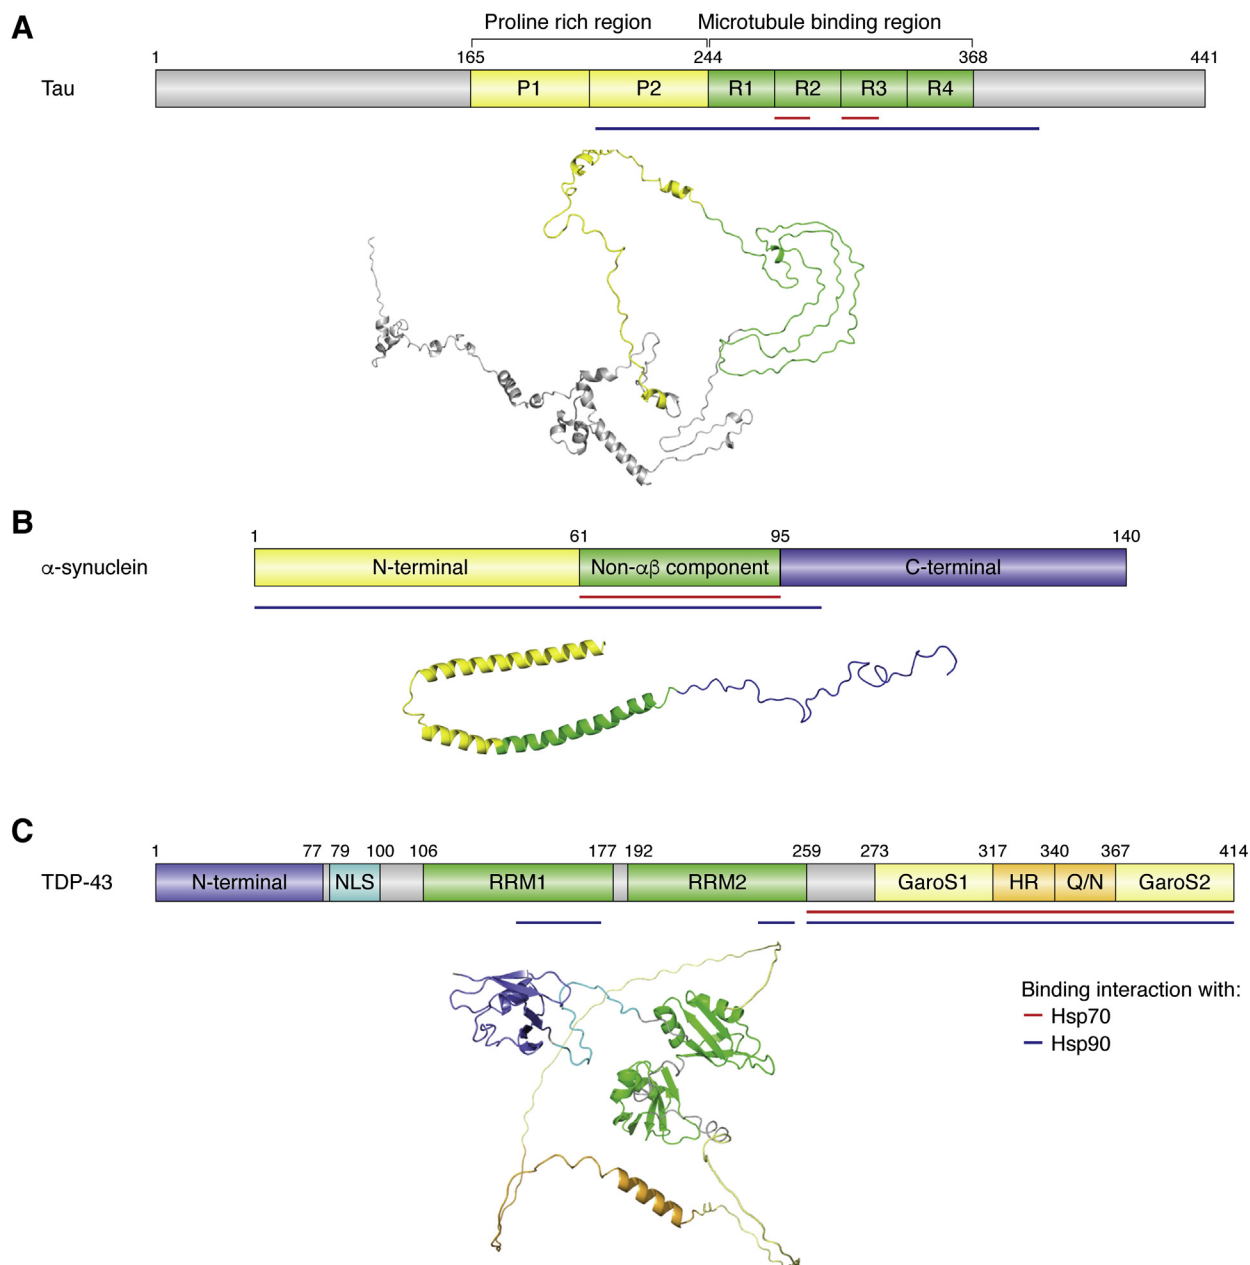 A
Proline rich region Microtubule binding region
1 165 244 368 441
Tau P1 P2 R1 R2 R3 R4
B
1 61 95 140
α-synuclein N-terminal Non-αβ component C-terminal
C
1 77 79 100 106 177 192 259 273 317 340 367 414
TDP-43 N-terminal NLS RRM1 RRM2 GaroS1 HR Q/N GaroS2
Binding interaction with:
Hsp70
Hsp90